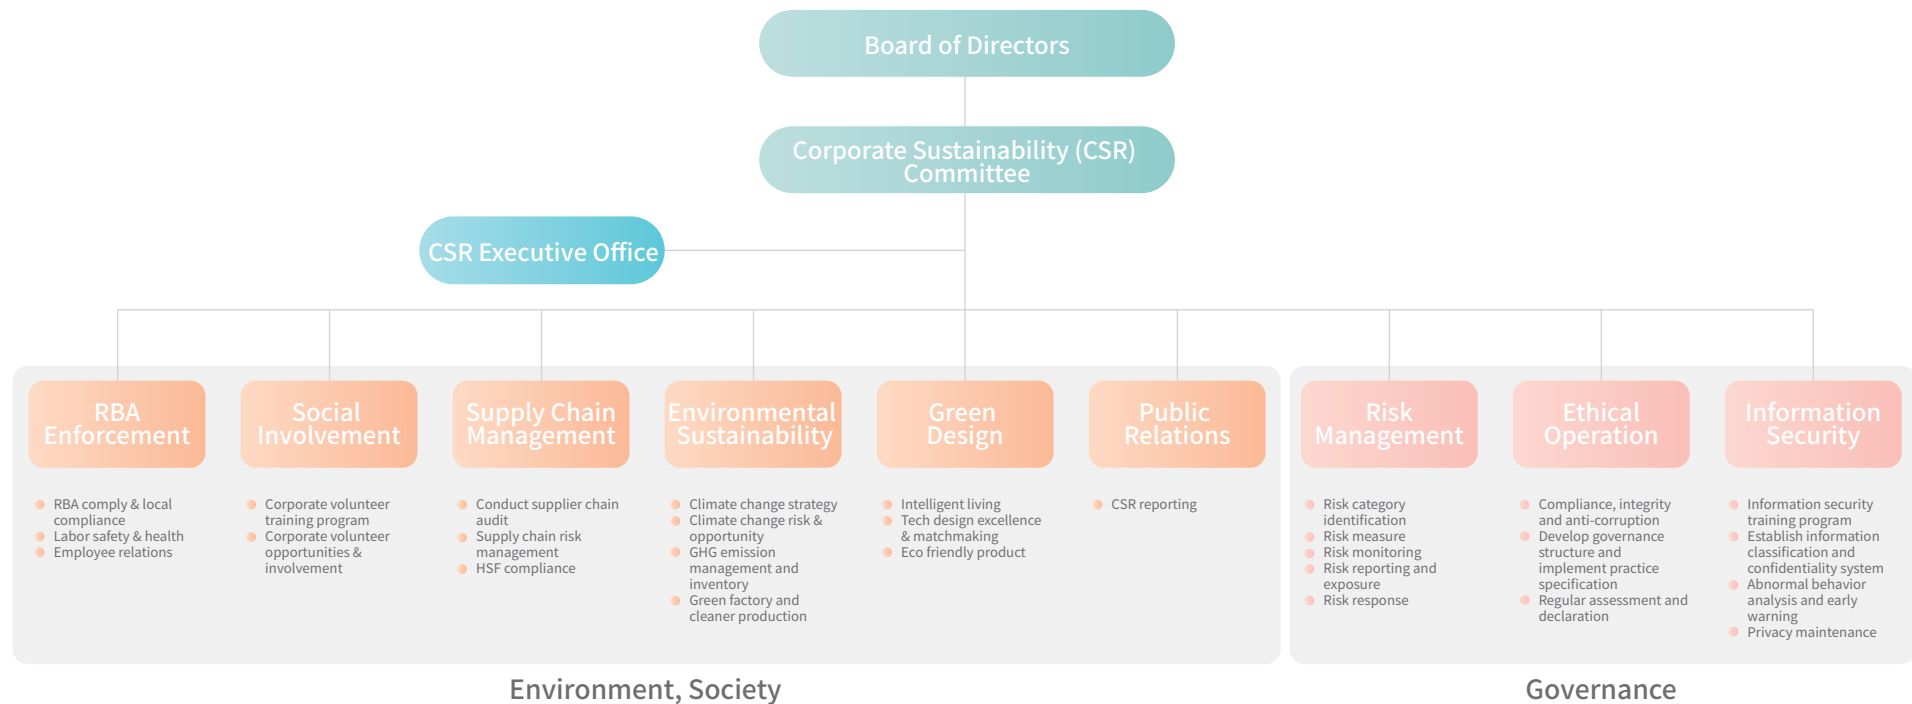 Board of Directors
Corporate Sustainability (CSR)
Committee
CSR Executive Office
RBA
Enforcement
RBA comply & local
compliance
Labor safety & health
Employee relations
Social
Involvement
Corporate volunteer
training program
Corporate volunteer
opportunities &
involvement
Supply Chain
Management
Conduct supplier chain
audit
Supply chain risk
management
HSF compliance
Environmental
Sustainability
Climate change strategy
Climate change risk &
opportunity
GHG emission
management and
inventory
Green factory and
cleaner production
Green
Design
Intelligent living
Tech design excellence
& matchmaking
Eco friendly product
Public
Relations
CSR reporting
Environment, Society
Risk
Management
Risk category
identification
Risk measure
Risk monitoring
Risk reporting and
exposure
Risk response
Ethical
Operation
Compliance, integrity
and anti-corruption
Develop governance
structure and
implement practice
specification
Regular assessment and
declaration
Information
Security
Information security
training program
Establish information
classification and
confidentiality system
Abnormal behavior
analysis and early
warning
Privacy maintenance
Governance